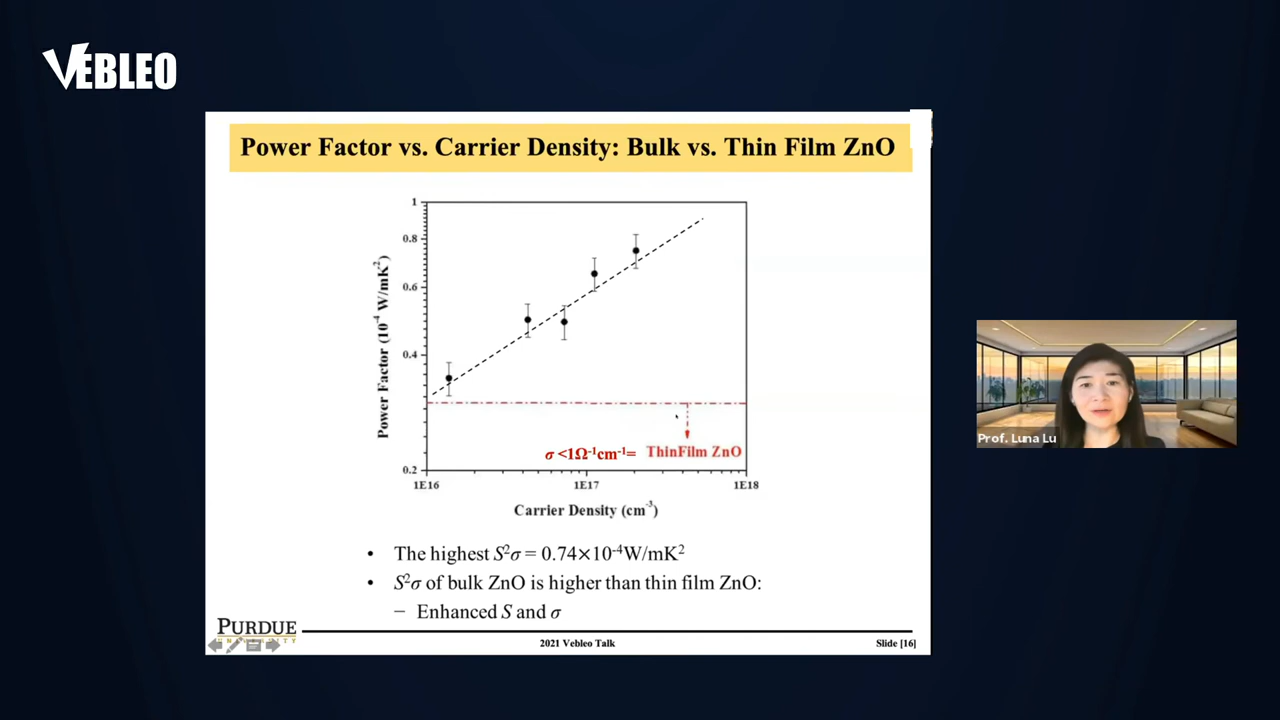 VEBLEO
Power Factor vs. Carrier Density: Bulk vs. Thin Film ZnO
Power Factor (10⁻⁴ W/mK²)
1
0.8
0.6
0.4
0.2
σ <1Ω⁻¹cm⁻¹= ThinFilm ZnO
1E16 1E17 1E18
Carrier Density (cm⁻³)
• The highest S²σ = 0.74×10⁻⁴W/mK²
• S²σ of bulk ZnO is higher than thin film ZnO:
− Enhanced S and σ
PURDUE
UNIVERSITY
2021 Vebleo Talk
Slide [16]
Prof. Luna Lu